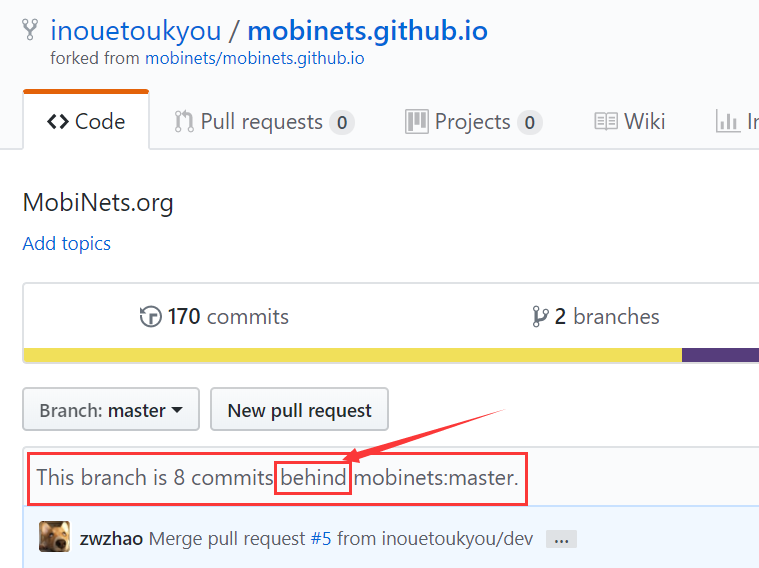 inouetoukyou / mobinets.github.io
forked from mobinets/mobinets.github.io
Code Pull requests 0 Projects 0 Wiki
MobiNets.org
Add topics
170 commits 2 branches
Branch: master New pull request
This branch is 8 commits behind mobinets:master.
zwzhao Merge pull request #5 from inouetoukyou/dev ...